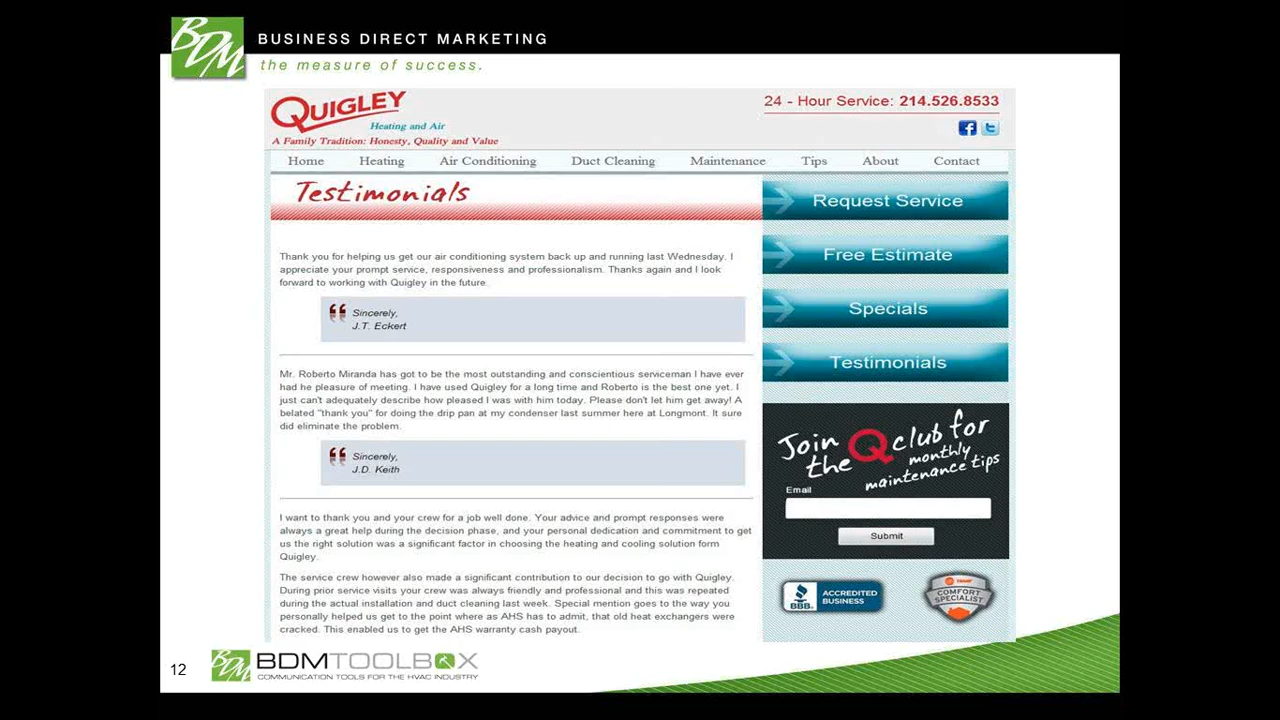 BDM
BUSINESS DIRECT MARKETING
the measure of success.
QUIGLEY
Heating and Air
A Family Tradition: Honesty, Quality and Value
24 - Hour Service: 214.526.8533
Home Heating Air Conditioning Duct Cleaning Maintenance Tips About Contact
Testimonials
Thank you for helping us get our air conditioning system back up and running last Wednesday. I
appreciate your prompt service, responsiveness and professionalism. Thanks again and I look
forward to working with Quigley in the future.
Sincerely,
J.T. Eckert
Mr. Roberto Miranda has got to be the most outstanding and conscientious serviceman I have ever
had he pleasure of meeting. I have used Quigley for a long time and Roberto is the best one yet. I
just can't adequately describe how pleased I was with him today. Please don't let him get away! A
belated "thank you" for doing the drip pan at my condenser last summer here at Longmont. It sure
did eliminate the problem.
Sincerely,
J.D. Keith
I want to thank you and your crew for a job well done. Your advice and prompt responses were
always a great help during the decision phase, and your personal dedication and commitment to get
us the right solution was a significant factor in choosing the heating and cooling solution form
Quigley.
The service crew however also made a significant contribution to our decision to go with Quigley.
During prior service visits your crew was always friendly and professional and this was repeated
during the actual installation and duct cleaning last week. Special mention goes to the way you
personally helped us get to the point where as AHS has to admit, that old heat exchangers were
cracked. This enabled us to get the AHS warranty cash payout.
Request Service
Free Estimate
Specials
Testimonials
Join the Q club for
monthly
maintenance tips
Email
Submit
BBB
ACCREDITED
BUSINESS
TRANE
COMFORT
SPECIALIST
12
BDM
BDMTOOLBOX
COMMUNICATION TOOLS FOR THE HVAC INDUSTRY